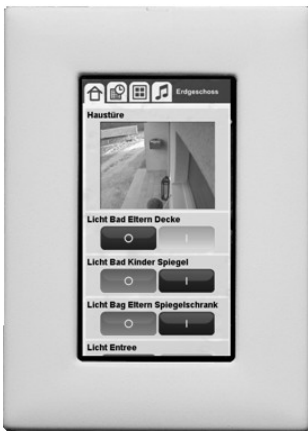 Erdgeschoss
Haustüre
Licht Bad Eltern Decke
O I
Licht Bad Kinder Spiegel
O I
Licht Bag Eltern Spiegelschrank
O I
Licht Entree